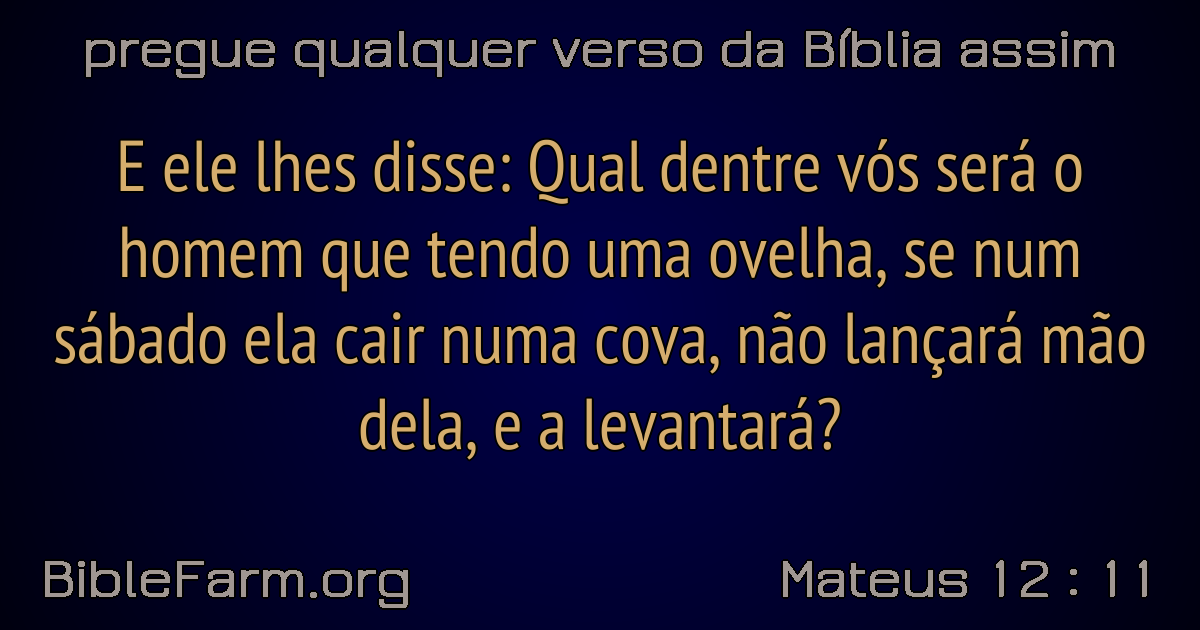 pregue qualquer verso da Bíblia assim
E ele lhes disse: Qual dentre vós será o
homem que tendo uma ovelha, se num
sábado ela cair numa cova, não lançará mão
dela, e a levantará?
BibleFarm.org
Mateus 12 : 11